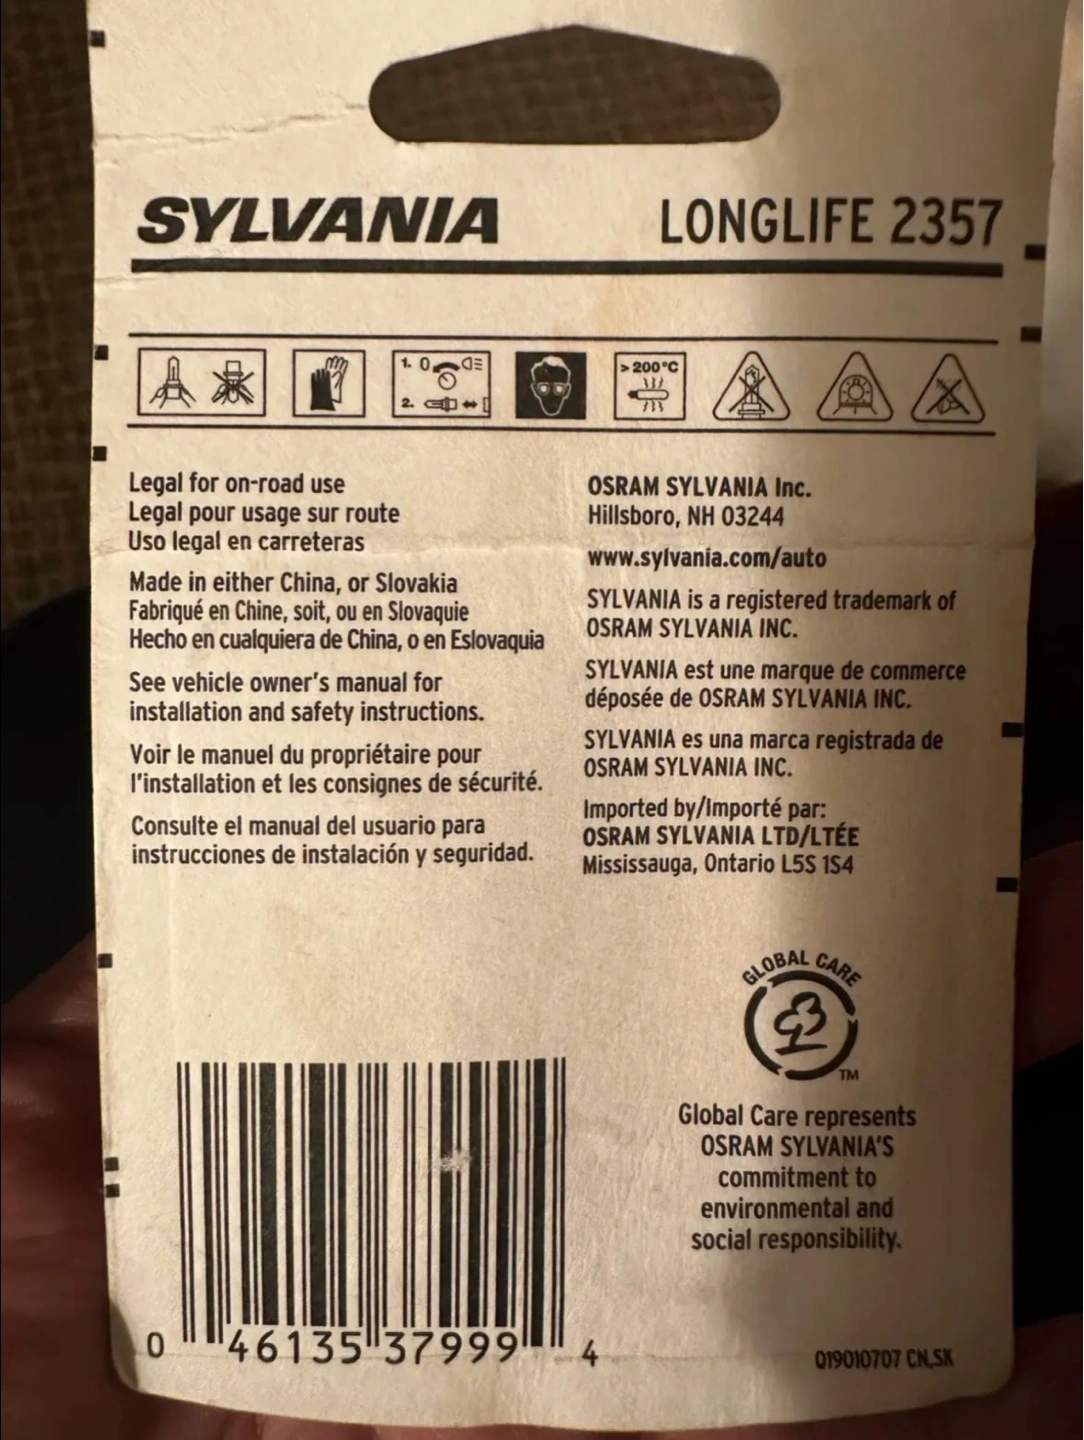 SYLVANIA
LONGLIFE 2357
1. 0
2.
>200°C
Legal for on-road use
Legal pour usage sur route
Uso legal en carreteras
Made in either China, or Slovakia
Fabriqué en Chine, soit, ou en Slovaquie
Hecho en cualquiera de China, o en Eslovaquia
See vehicle owner's manual for
installation and safety instructions.
Voir le manuel du propriétaire pour
l'installation et les consignes de sécurité.
Consulte el manual del usuario para
instrucciones de instalación y seguridad.
OSRAM SYLVANIA Inc.
Hillsboro, NH 03244
www.sylvania.com/auto
SYLVANIA is a registered trademark of
OSRAM SYLVANIA INC.
SYLVANIA est une marque de commerce
déposée de OSRAM SYLVANIA INC.
SYLVANIA es una marca registrada de
OSRAM SYLVANIA INC.
Imported by/Importé par:
OSRAM SYLVANIA LTD/LTÉE
Mississauga, Ontario L5S 1S4
GLOBAL CARE
TM
Global Care represents
OSRAM SYLVANIA'S
commitment to
environmental and
social responsibility.
0 46135 37999 4
Q19010707 CN,SK